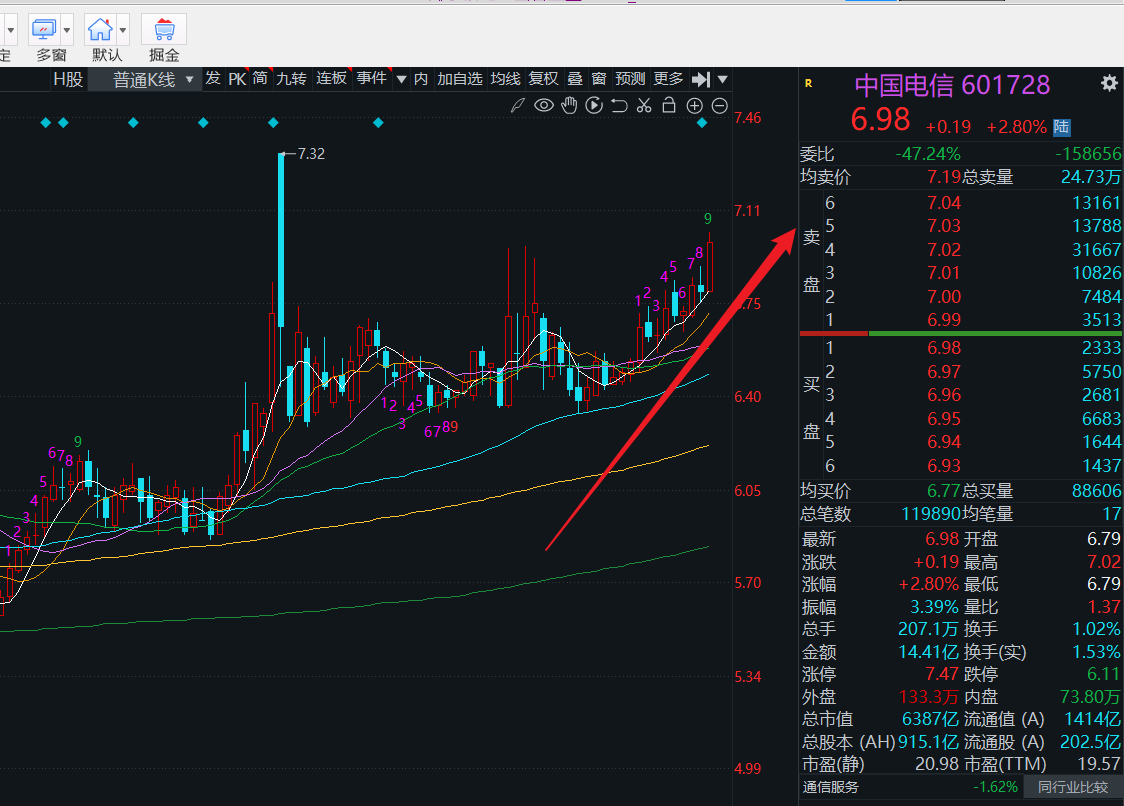 定 多窗 默认 掘金
H股 普通K线 发 PK 简 九转 连板 事件 内 加自选 均线 复权 叠 窗 预测 更多
R 中国电信 601728
6.98 +0.19 +2.80% 陆
委比 -47.24% -158656
均卖价 7.19 总卖量 24.73万
卖盘
6 7.04 13161
5 7.03 13788
4 7.02 31667
3 7.01 10826
2 7.00 7484
1 6.99 3513
买盘
1 6.98 2333
2 6.97 5750
3 6.96 2681
4 6.95 6683
5 6.94 1644
6 6.93 1437
均买价 6.77 总买量 88606
总笔数 119890 均笔量 17
最新 6.98 开盘 6.79
涨跌 +0.19 最高 7.02
涨幅 +2.80% 最低 6.79
振幅 3.39% 量比 1.37
总手 207.1万 换手 1.02%
金额 14.41亿 换手(实) 1.53%
涨停 7.47 跌停 6.11
外盘 133.3万 内盘 73.80万
总市值 6387亿 流通值 (A) 1414亿
总股本 (AH) 915.1亿 流通股 (A) 202.5亿
市盈(静) 20.98 市盈(TTM) 19.57
通信服务 -1.62% 同行业比较
7.46
7.11
6.40
6.05
5.70
5.34
4.99
7.32
1 2 3 4 5 6 7 8 9
1 2 3 4 5 6 7 8 9
1 2 3 4 5 6 7 8 9